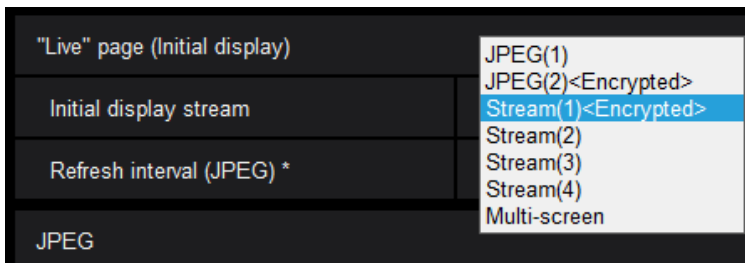 "Live" page (Initial display)
JPEG(1)
JPEG(2)<Encrypted>
Initial display stream
Stream(1)<Encrypted>
Stream(2)
Stream(3)
Refresh interval (JPEG) *
Stream(4)
Multi-screen
JPEG